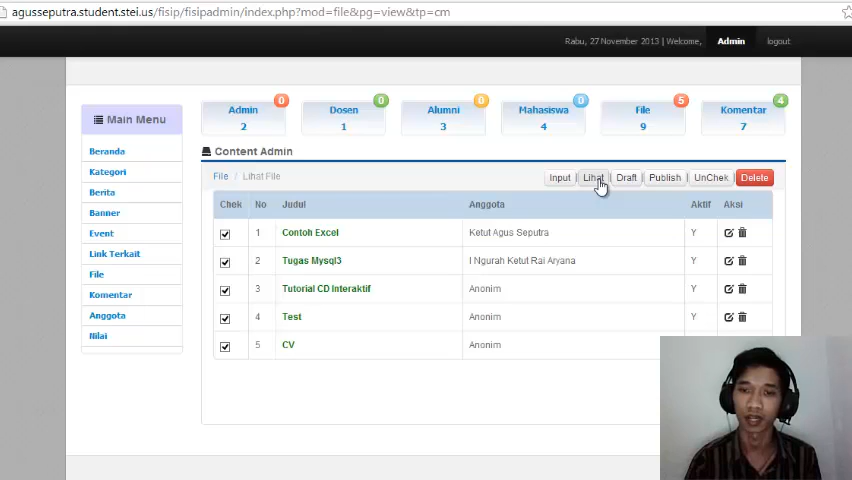 agusseputra.student.stei.us/fisip/fisipadmin/index.php?mod=file&pg=view&tp=cm
Rabu, 27 November 2013 | Welcome, Admin logout
Main Menu
Beranda
Kategori
Berita
Banner
Event
Link Terkait
File
Komentar
Anggota
Nilai
Admin 0
2
Dosen 0
1
Alumni 0
3
Mahasiswa 0
4
File 5
9
Komentar 4
7
Content Admin
File / Lihat File
Input | Lihat | Draft | Publish | UnChek | Delete
Chek No Judul Anggota Aktif Aksi
1 Contoh Excel Ketut Agus Seputra Y
2 Tugas Mysql3 I Ngurah Ketut Rai Aryana Y
3 Tutorial CD Interaktif Anonim Y
4 Test Anonim Y
5 CV Anonim